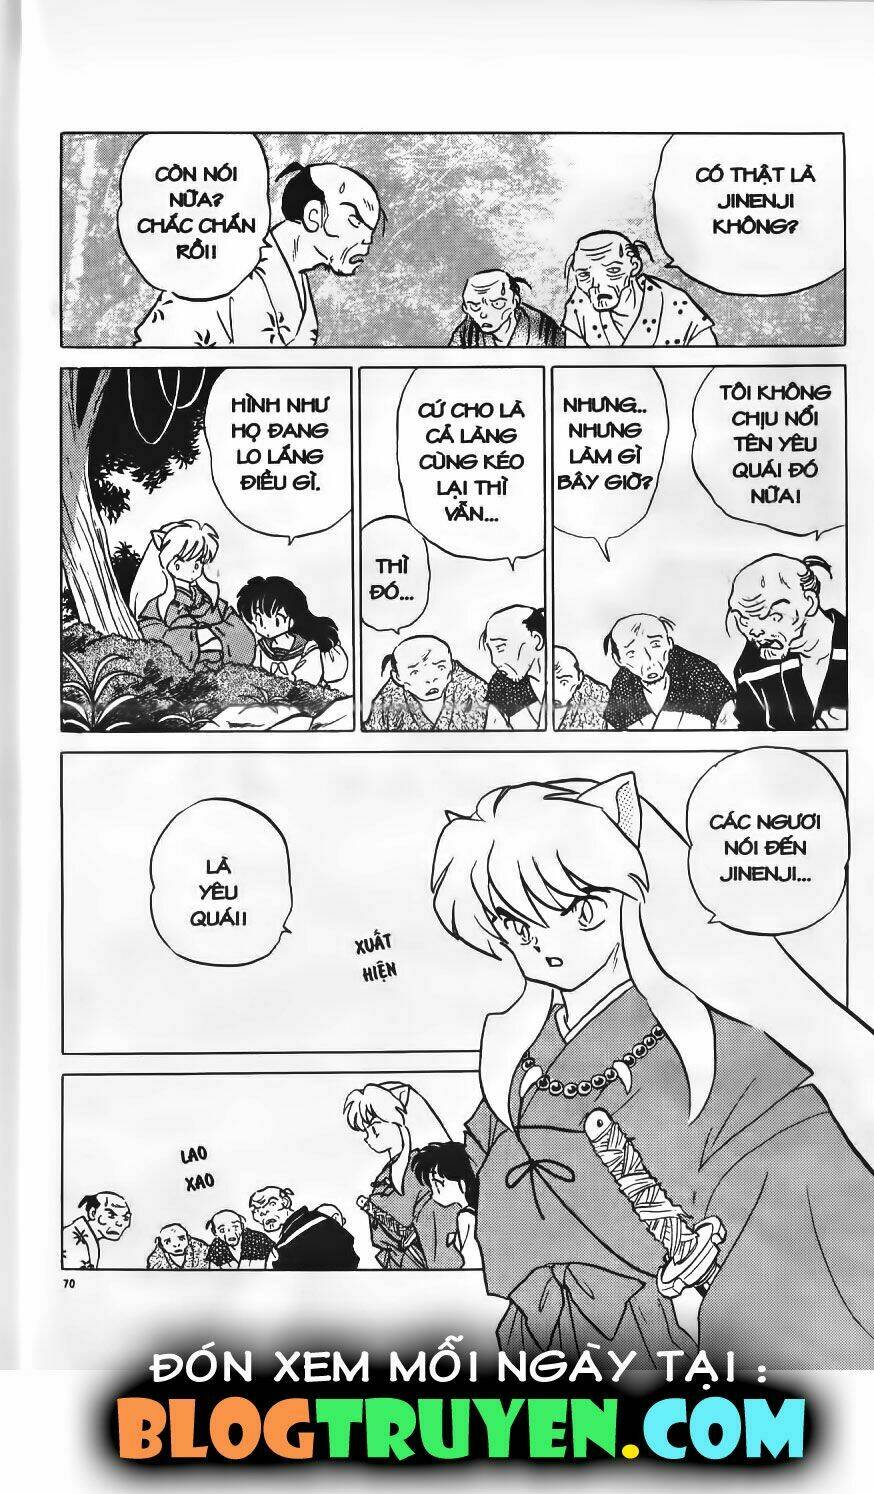 CÓ THẬT LÀ
JINENJI
KHÔNG?
CÒN NÓI
NỮA?
CHẮC CHẮN
RỒI!
TÔI KHÔNG
CHỊU NỔI
TÊN YÊU
QUÁI ĐÓ
NỮA!
NHƯNG..
NHƯNG
LÀM GÌ
BÂY GIỜ?
CỨ CHO LÀ
CẢ LÀNG
CÙNG KÉO
LẠI THÌ
VẪN...
THÌ
ĐÓ...
HÌNH NHƯ
HỌ ĐANG
LO LẮNG
ĐIỀU GÌ.
CÁC NGƯƠI
NÓI ĐẾN
JINENJI...
XUẤT
HIỆN
LÀ
YÊU
QUÁI!
LAO
XAO
70
ĐÓN XEM MỖI NGÀY TẠI :
BLOGTRUYEN.COM